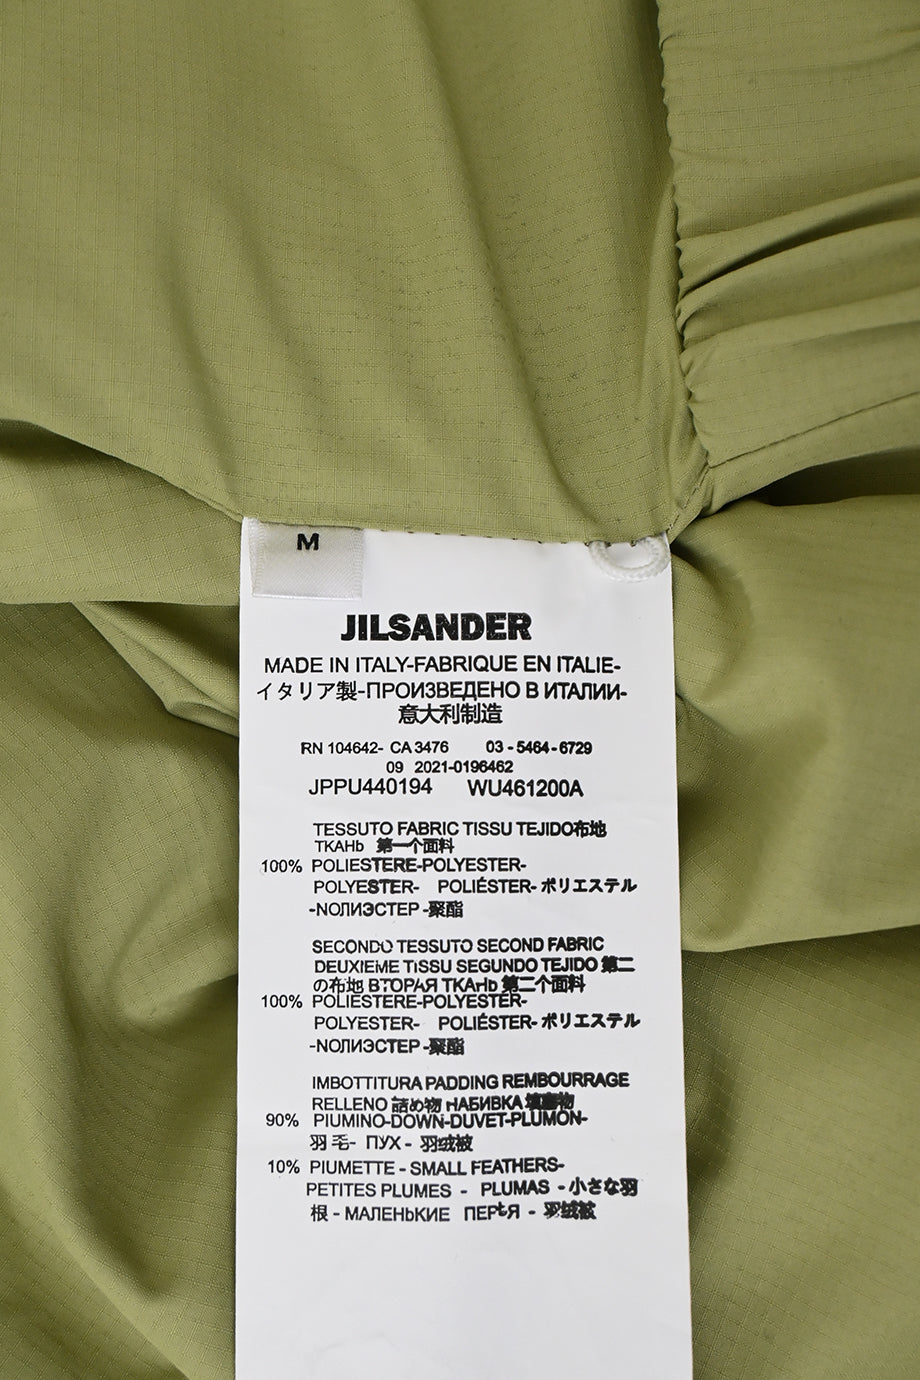 M
JILSANDER
MADE IN ITALY-FABRIQUE EN ITALIE-
イタリア製-ПРОИЗВЕДЕНО В ИТАЛИИ-
意大利制造
RN 104642- CA 3476 03 - 5464 - 6729
09 2021-0196462
JPPU440194 WU461200A
TESSUTO FABRIC TISSU TEJIDO布地
TKAHb 第一个面料
100% POLIESTERE-POLYESTER-
POLYESTER- POLIÉSTER- ポリエステル
-NОЛИЭСТЕР -聚酯
SECONDO TESSUTO SECOND FABRIC
DEUXIEME TISSU SEGUNDO TEJIDO 第二
の布地 ВТОРАЯ TKAHb 第二个面料
100% POLIESTERE-POLYESTER-
POLYESTER- POLIÉSTER- ポリエステル
-NОЛИЭСТЕР -聚酯
IMBOTTITURA PADDING REMBOURRAGE
RELLENO 詰め物 НАБИВКА 填塞物
90% PIUMINO-DOWN-DUVET-PLUMON-
羽 毛- ПУХ - 羽绒被
10% PIUMETTE - SMALL FEATHERS-
PETITES PLUMES - PLUMAS - 小さな羽
根 - МАЛЕНЬКИЕ ПЕРЬЯ - 羽绒被